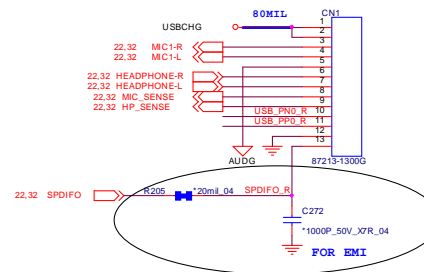 CN1
80MIL
USBCHG
1
2
22,32 MIC1-R
3
22,32 MIC1-L
4
5
22,32 HEADPHONE-R
6
22,32 HEADPHONE-L
7
22,32 MIC_SENSE
8
22,32 HP_SENSE
9
USB_PN0_R
10
USB_PP0_R
11
12
13
AUDG
87213-1300G
22,32 SPDIFO
R205
*20mil_04
SPDIFO_R
C272
*1000P_50V_X7R_04
FOR EMI